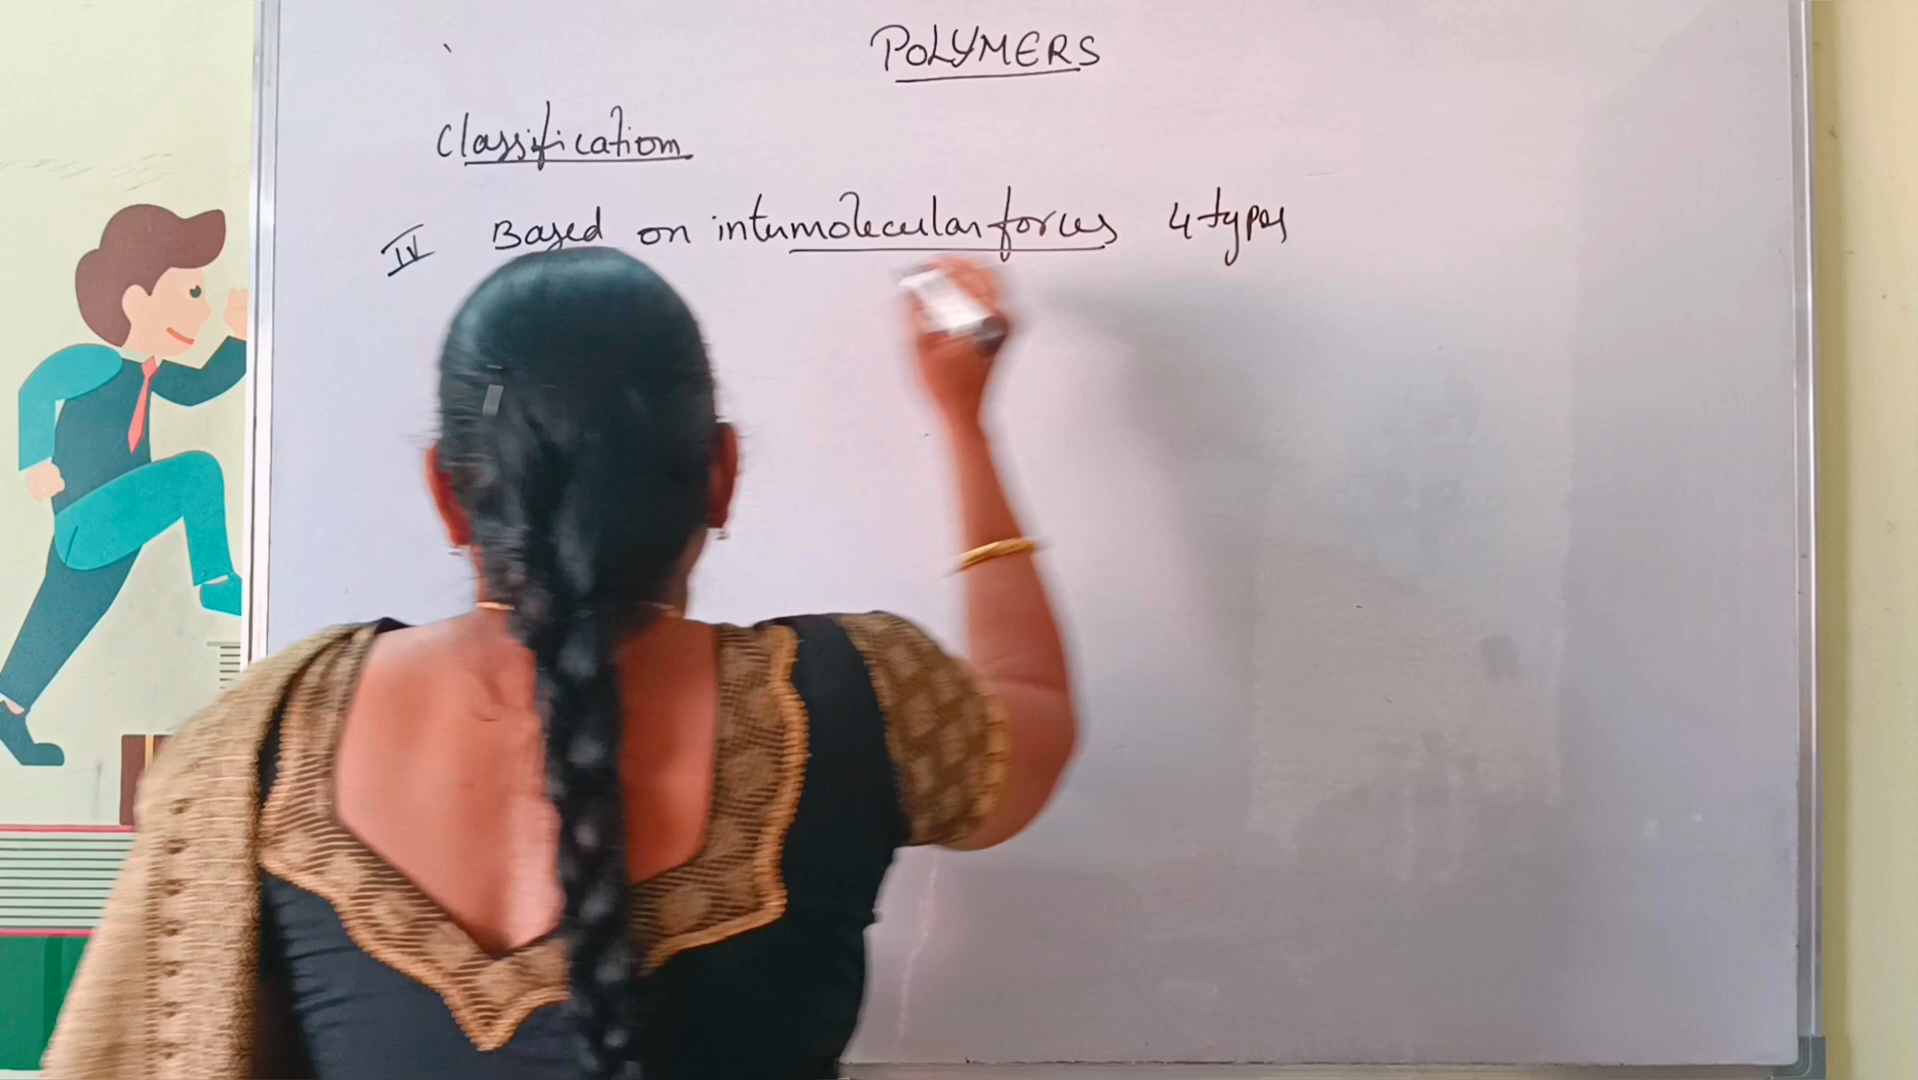 POLYMERS
Classification
IV Based on intermolecular forces 4 types